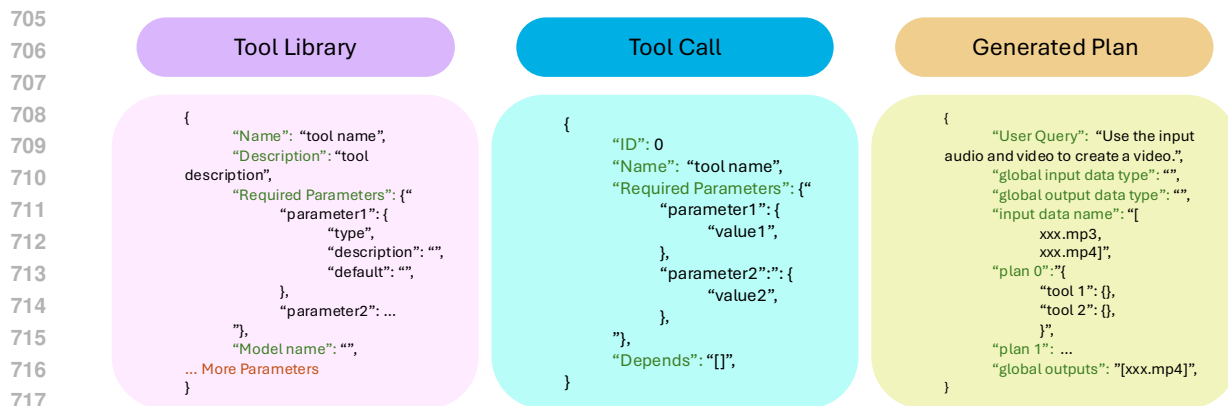 705
706
707
708
709
710
711
712
713
714
715
716
717
Tool Library
{
“Name”: “tool name”,
“Description”: “tool
description”,
“Required Parameters”: {“
“parameter1”: {
“type”,
“description”: “”,
“default”: “”,
},
“parameter2”: ...
”},
“Model name”: “”,
... More Parameters
}
Tool Call
{
“ID”: 0
“Name”: “tool name”,
“Required Parameters”: {“
“parameter1”: {
“value1”,
},
“parameter2”:”: {
“value2”,
},
”},
“Depends”: “[]”,
}
Generated Plan
{
“User Query”: “Use the input
audio and video to create a video.”,
“global input data type”: “”,
“global output data type”: “”,
“input data name”: “[
xxx.mp3,
xxx.mp4]”,
“plan 0”:”{
“tool 1”: {},
“tool 2”: {},
}”,
“plan 1”: ...
“global outputs”: ”[xxx.mp4]”,
}